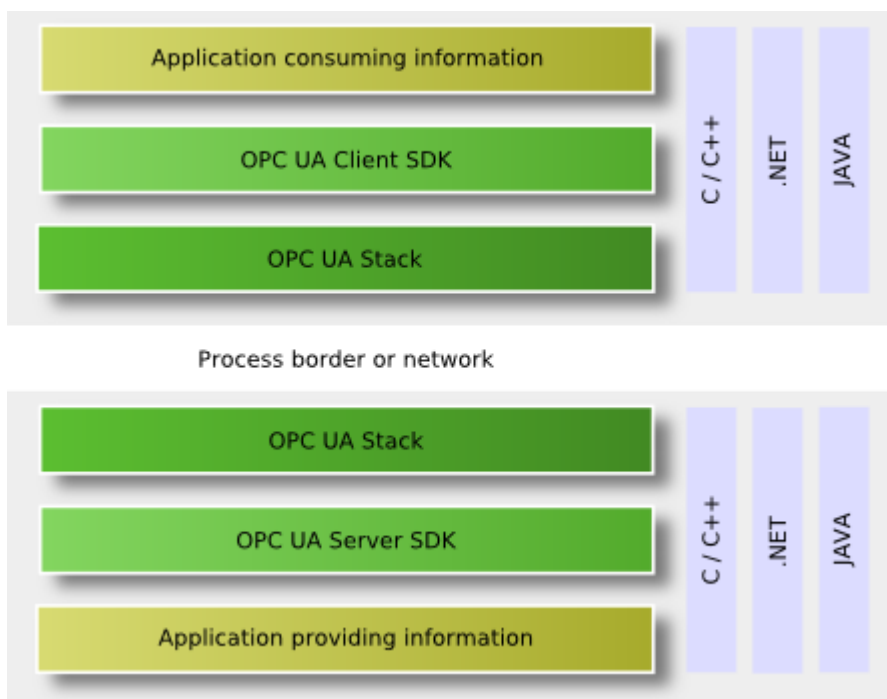 Application consuming information
OPC UA Client SDK
OPC UA Stack
C / C++
.NET
JAVA
Process border or network
OPC UA Stack
OPC UA Server SDK
Application providing information
C / C++
.NET
JAVA